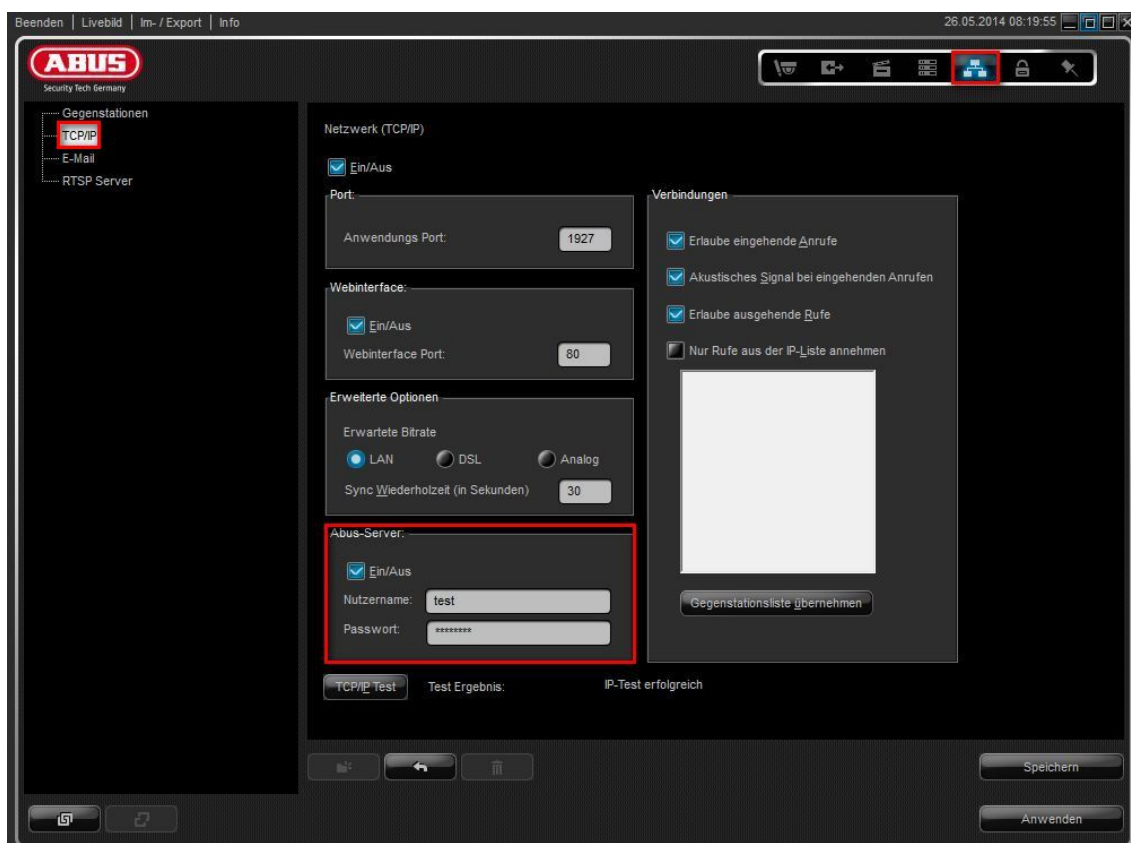 Beenden | Livebild | Im- / Export | Info
26.05.2014 08:19:55
ABUS
Security Tech Germany
Gegenstationen
TCP/IP
E-Mail
RTSP Server
Netzwerk (TCP/IP)
Ein/Aus
Port:
Anwendungs Port: 1927
Webinterface:
Ein/Aus
Webinterface Port: 80
Erweiterte Optionen
Erwartete Bitrate
LAN DSL Analog
Sync Wiederholzeit (in Sekunden) 30
Abus-Server:
Ein/Aus
Nutzername: test
Passwort: ********
Verbindungen
Erlaube eingehende Anrufe
Akustisches Signal bei eingehenden Anrufen
Erlaube ausgehende Rufe
Nur Rufe aus der IP-Liste annehmen
Gegenstationsliste übernehmen
TCP/IP Test Test Ergebnis: IP-Test erfolgreich
Speichern
Anwenden